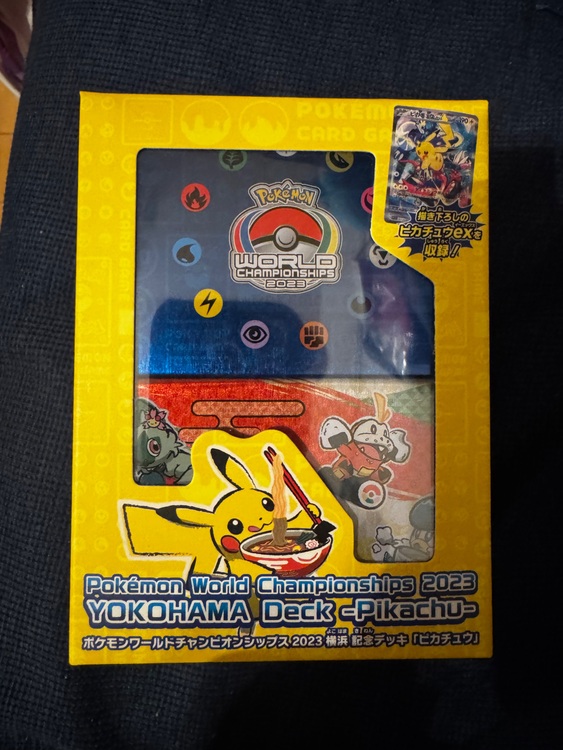 POKÉM
CARD GA
Pokémon
WORLD
CHAMPIONSHIPS
2023
描き下ろしの
ピカチュウexを
収録!
Pokémon World Championships 2023
YOKOHAMA Deck -Pikachu-
ポケモンワールドチャンピオンシップス2023 横浜 記念デッキ「ピカチュウ」